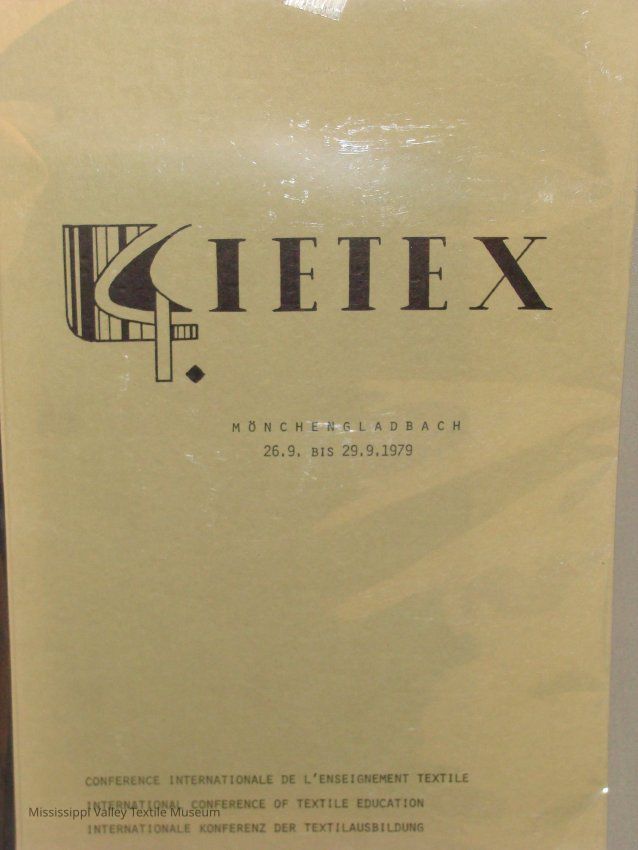 4. CIETEX
MÖNCHENGLADBACH
26.9. BIS 29.9.1979
CONFERENCE INTERNATIONALE DE L'ENSEIGNEMENT TEXTILE
INTERNATIONAL CONFERENCE OF TEXTILE EDUCATION
Mississippi Valley Textile Museum
INTERNATIONALE KONFERENZ DER TEXTILAUSBILDUNG